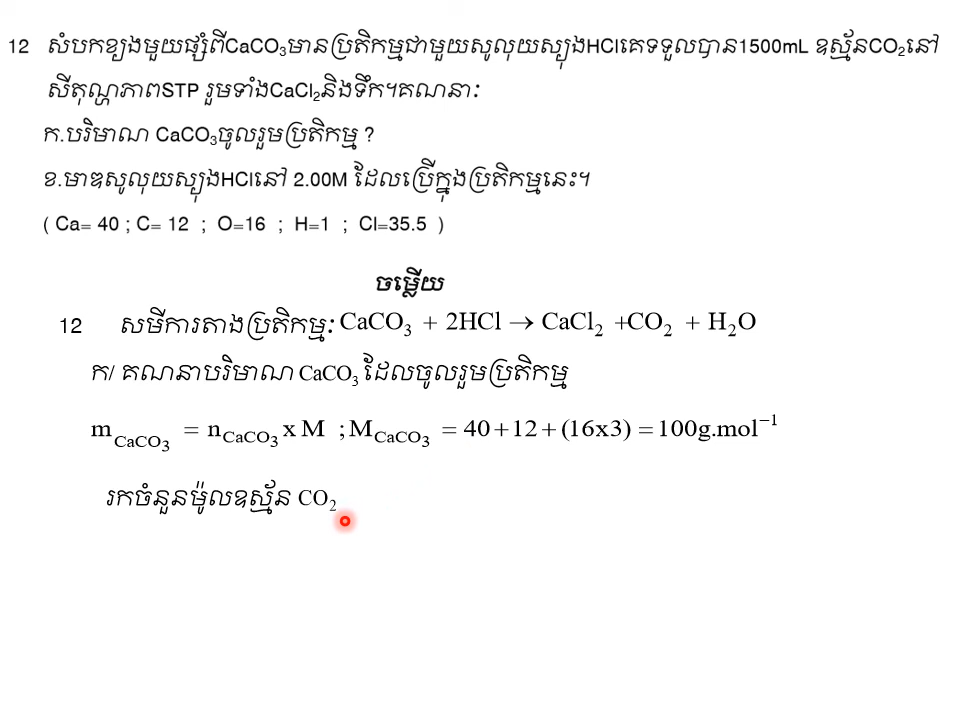 12 សំបកខ្យងមួយផ្សំពីCaCO₃មានប្រតិកម្មជាមួយសូលុយស្យុងHClគេទទួលបាន1500mL ឧស្ម័នCO₂នៅ
សីតុណ្ហភាពSTP រួមទាំងCaCl₂និងទឹក។គណនា:
ក.បរិមាណ CaCO₃ចូលរួមប្រតិកម្ម ?
ខ.មាឌសូលុយស្យុងHClនៅ 2.00M ដែលប្រើក្នុងប្រតិកម្មនេះ។
( Ca= 40 ; C= 12 ; O=16 ; H=1 ; Cl=35.5 )
ចម្លើយ
12 សមីការតាងប្រតិកម្ម: CaCO₃ + 2HCl → CaCl₂ +CO₂ + H₂O
ក/ គណនាបរិមាណ CaCO₃ ដែលចូលរួមប្រតិកម្ម
m CaCO₃ = n CaCO₃ x M ; M CaCO₃ = 40+12+(16x3) =100g.mol⁻¹
រកចំនួនម៉ូលឧស្ម័ន CO₂